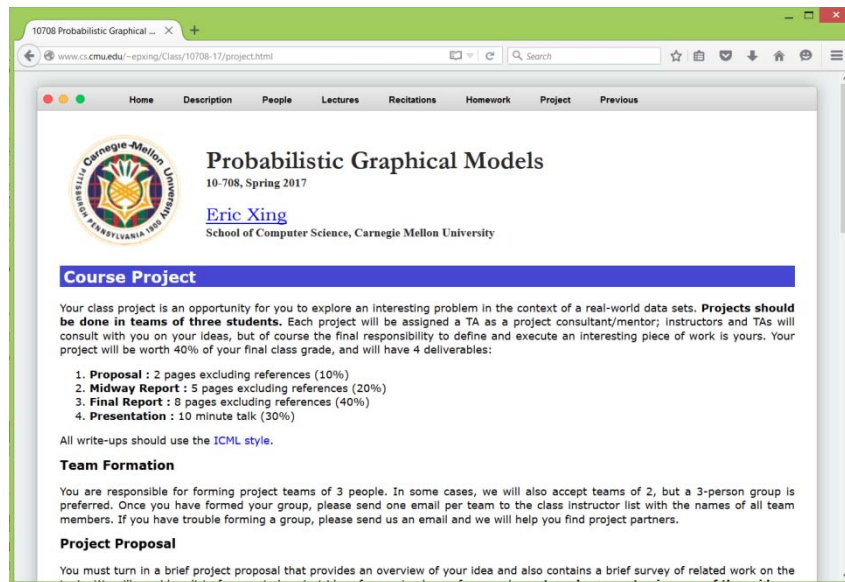 10708 Probabilistic Graphical ...
www.cs.cmu.edu/~epxing/Class/10708-17/project.html
Search
Home Description People Lectures Recitations Homework Project Previous
Carnegie-Mellon University
PITTSBURGH PENNSYLVANIA 1900
Probabilistic Graphical Models
10-708, Spring 2017
Eric Xing
School of Computer Science, Carnegie Mellon University
Course Project
Your class project is an opportunity for you to explore an interesting problem in the context of a real-world data sets. Projects should
be done in teams of three students. Each project will be assigned a TA as a project consultant/mentor; instructors and TAs will
consult with you on your ideas, but of course the final responsibility to define and execute an interesting piece of work is yours. Your
project will be worth 40% of your final class grade, and will have 4 deliverables:
1. Proposal : 2 pages excluding references (10%)
2. Midway Report : 5 pages excluding references (20%)
3. Final Report : 8 pages excluding references (40%)
4. Presentation : 10 minute talk (30%)
All write-ups should use the ICML style.
Team Formation
You are responsible for forming project teams of 3 people. In some cases, we will also accept teams of 2, but a 3-person group is
preferred. Once you have formed your group, please send one email per team to the class instructor list with the names of all team
members. If you have trouble forming a group, please send us an email and we will help you find project partners.
Project Proposal
You must turn in a brief project proposal that provides an overview of your idea and also contains a brief survey of related work on the